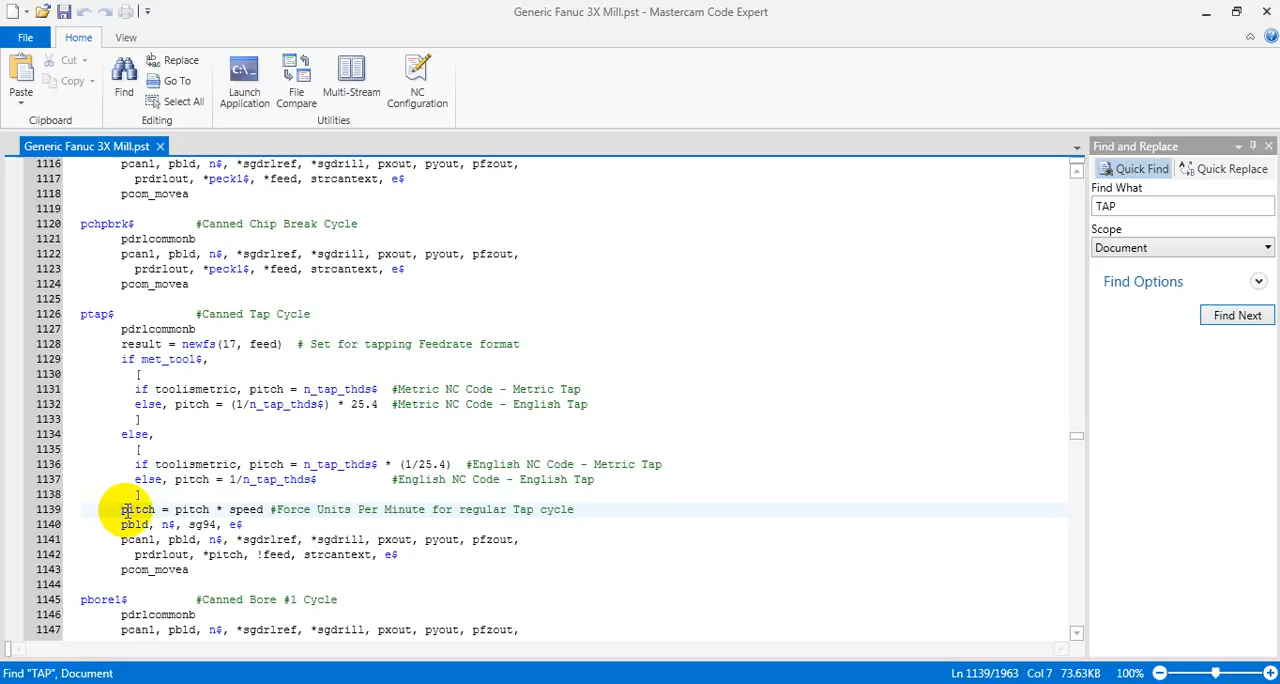 Generic Fanuc 3X Mill.pst - Mastercam Code Expert
File
Home
View
Paste
Cut
Copy
Clipboard
Find
Replace
Go To
Select All
Editing
Launch Application
File Compare
Multi-Stream
NC Configuration
Utilities
Generic Fanuc 3X Mill.pst
1116 pcan1, pbld, n$, *sgdrlref, *sgdrill, pxout, pyout, pfzout,
1117 prdrlout, *peck1$, *feed, strcantext, e$
1118 pcom_movea
1119
1120 pchpbrk$ #Canned Chip Break Cycle
1121 pdrlcommonb
1122 pcan1, pbld, n$, *sgdrlref, *sgdrill, pxout, pyout, pfzout,
1123 prdrlout, *peck1$, *feed, strcantext, e$
1124 pcom_movea
1125
1126 ptap$ #Canned Tap Cycle
1127 pdrlcommonb
1128 result = newfs(17, feed) # Set for tapping Feedrate format
1129 if met_tool$,
1130 [
1131 if toolismetric, pitch = n_tap_thds$ #Metric NC Code - Metric Tap
1132 else, pitch = (1/n_tap_thds$) * 25.4 #Metric NC Code - English Tap
1133 ]
1134 else,
1135 [
1136 if toolismetric, pitch = n_tap_thds$ * (1/25.4) #English NC Code - Metric Tap
1137 else, pitch = 1/n_tap_thds$ #English NC Code - English Tap
1138 ]
1139 pitch = pitch * speed #Force Units Per Minute for regular Tap cycle
1140 pbld, n$, sg94, e$
1141 pcan1, pbld, n$, *sgdrlref, *sgdrill, pxout, pyout, pfzout,
1142 prdrlout, *pitch, !feed, strcantext, e$
1143 pcom_movea
1144
1145 pbore1$ #Canned Bore #1 Cycle
1146 pdrlcommonb
1147 pcan1, pbld, n$, *sgdrlref, *sgdrill, pxout, pyout, pfzout,
Find and Replace
Quick Find
Quick Replace
Find What
TAP
Scope
Document
Find Options
Find Next
Find "TAP", Document
Ln 1139/1963 Col 7 73.63KB 100%